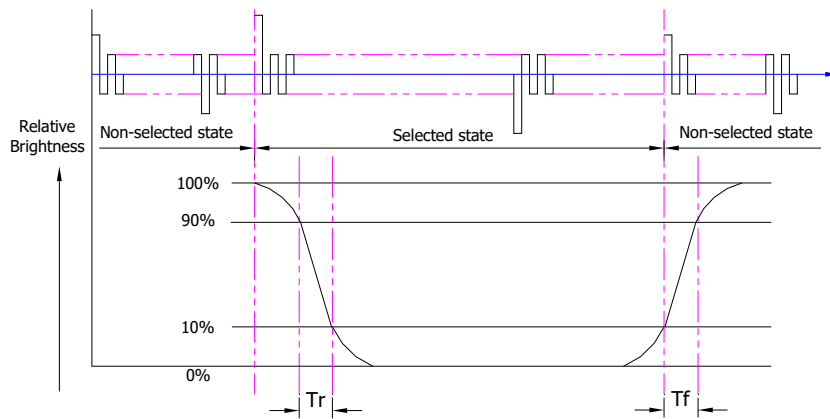 Non-selected state
Selected state
Non-selected state
Relative
Brightness
100%
90%
10%
0%
Tr
Tf